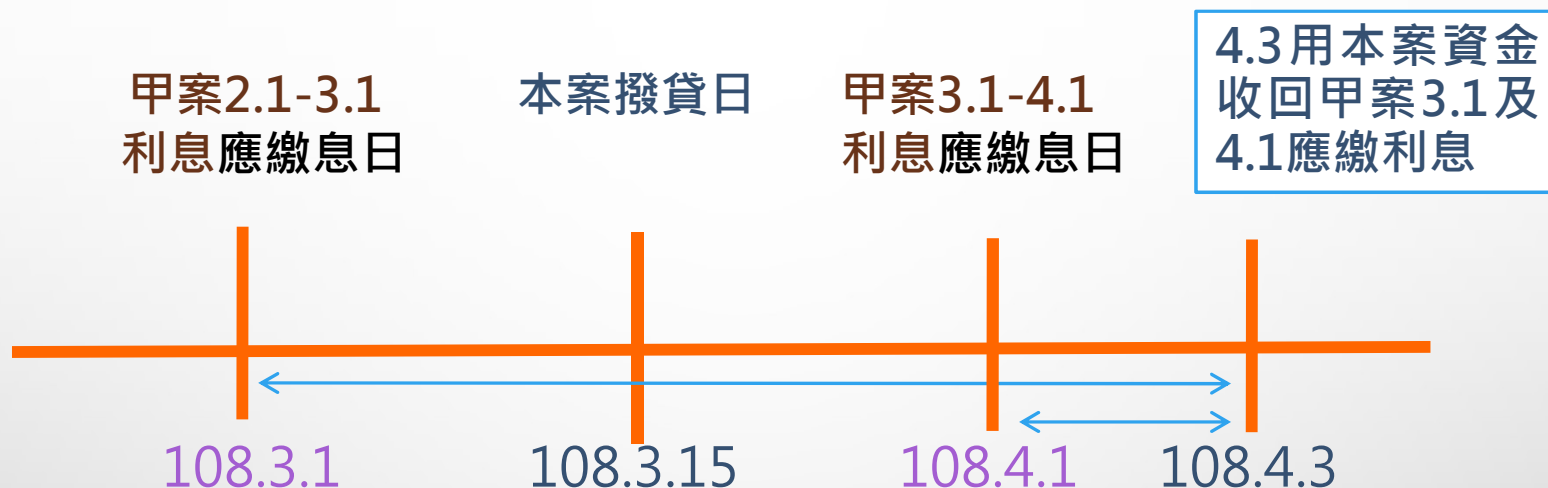 甲案2.1-3.1
利息應繳息日
本案撥貸日
甲案3.1-4.1
利息應繳息日
4.3用本案資金
收回甲案3.1及
4.1應繳利息
108.3.1
108.3.15
108.4.1
108.4.3